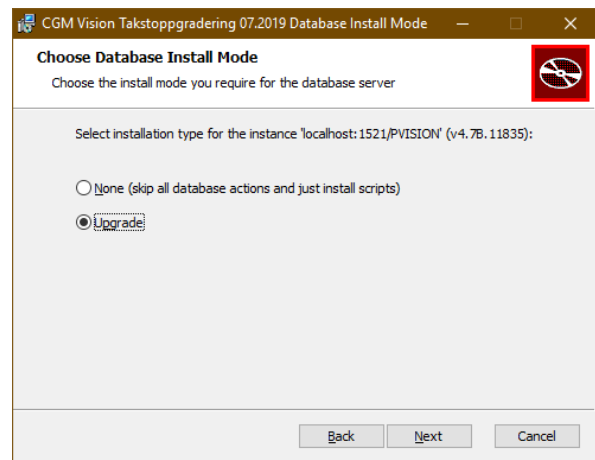 CGM Vision Takstoppgradering 07.2019 Database Install Mode
Choose Database Install Mode
Choose the install mode you require for the database server
Select installation type for the instance 'localhost:1521/PVISION' (v4.7B.11835):
None (skip all database actions and just install scripts)
Upgrade
Back Next Cancel